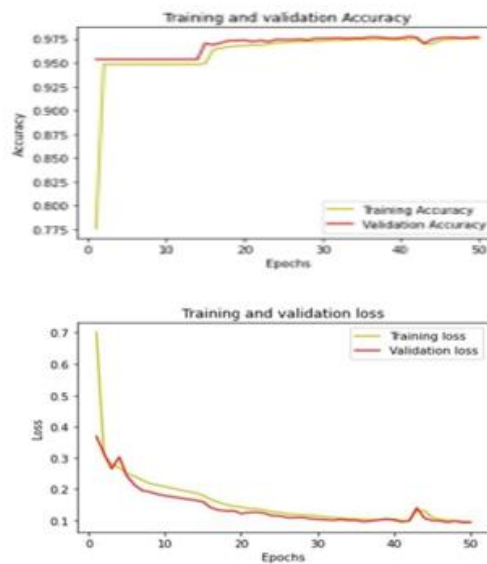 Training and validation Accuracy
0.975
0.950
0.925
0.900
0.875
0.850
0.825
0.800
0.775
Accuracy
Training Accuracy
Validation Accuracy
0 10 20 30 40 50
Epochs
Training and validation loss
0.7
0.6
0.5
0.4
0.3
0.2
0.1
Loss
Training loss
Validation loss
0 10 20 30 40 50
Epochs